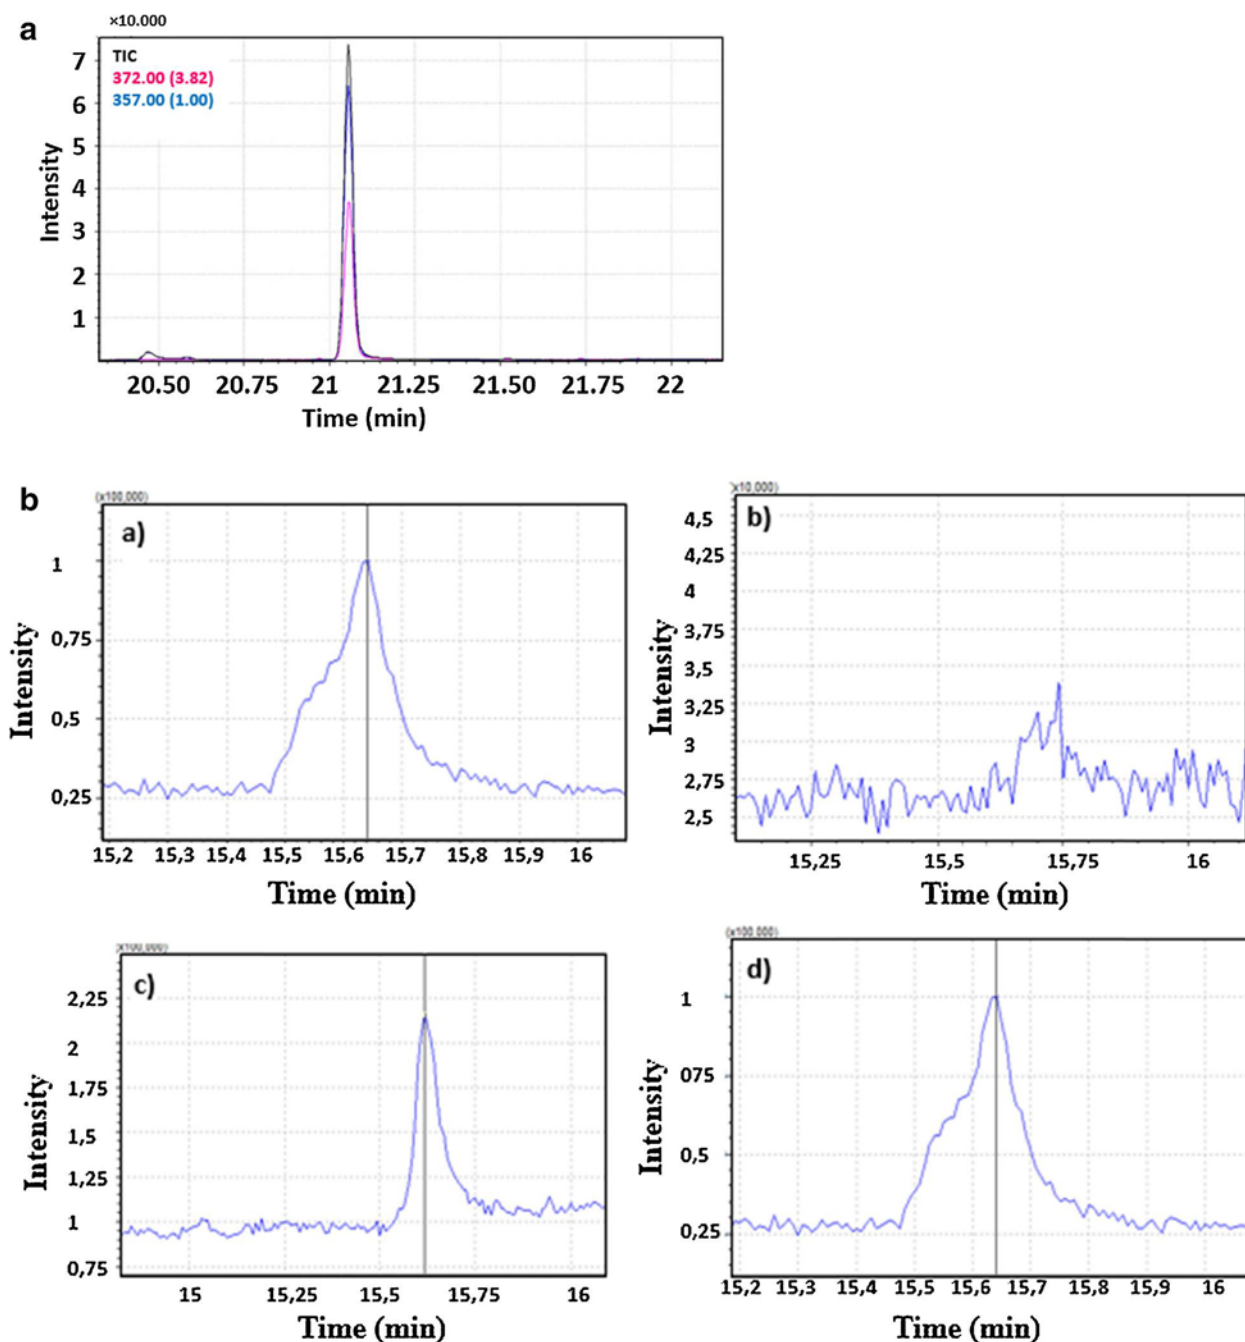 a
×10.000
TIC
372.00 (3.82)
357.00 (1.00)
7
6
5
4
3
2
1
Intensity
20.50 20.75 21 21.25 21.50 21.75 22
Time (min)
b
(x100,000)
a)
1
0,75
0,5
0,25
Intensity
15,2 15,3 15,4 15,5 15,6 15,7 15,8 15,9 16
Time (min)
(x10,000)
b)
4,5
4,25
4
3,75
3,5
3,25
3
2,75
2,5
Intensity
15,25 15,5 15,75 16
Time (min)
(x100,000)
c)
2,25
2
1,75
1,5
1,25
1
0,75
Intensity
15 15,25 15,5 15,75 16
Time (min)
(x100,000)
d)
1
075
0,5
0,25
Intensity
15,2 15,3 15,4 15,5 15,6 15,7 15,8 15,9 16
Time (min)